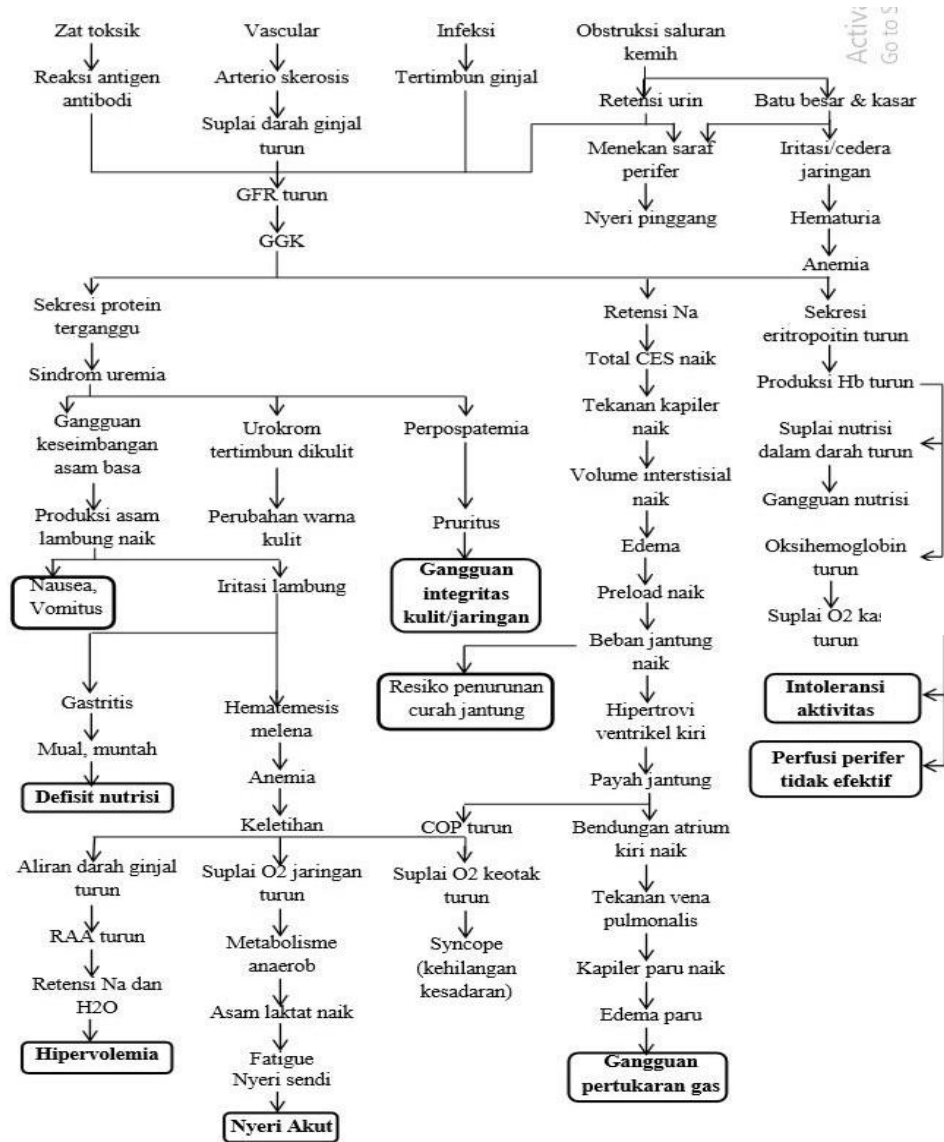 Zat toksik
Vascular
Infeksi
Obstruksi saluran
kemih
Activa
Go to S
Reaksi antigen
antibodi
Arterio skerosis
Tertimbun ginjal
Retensi urin
Batu besar & kasar
Suplai darah ginjal
turun
Menekan saraf
perifer
Iritasi/cedera
jaringan
GFR turun
Nyeri pinggang
Hematuria
GGK
Anemia
Sekresi protein
terganggu
Retensi Na
Sekresi
eritropoitin turun
Sindrom uremia
Total CES naik
Produksi Hb turun
Gangguan
keseimbangan
asam basa
Urokrom
tertimbun dikulit
Perpospatemia
Tekanan kapiler
naik
Suplai nutrisi
dalam darah turun
Volume interstisial
naik
Gangguan nutrisi
Produksi asam
lambung naik
Perubahan warna
kulit
Pruritus
Edema
Oksihemoglobin
turun
Nausea,
Vomitus
Iritasi lambung
Gangguan
integritas
kulit/jaringan
Preload naik
Suplai O2 kas
turun
Beban jantung
naik
Gastritis
Hematemesis
melena
Resiko penurunan
curah jantung
Hipertrovi
ventrikel kiri
Intoleransi
aktivitas
Mual, muntah
Anemia
Payah jantung
Perfusi perifer
tidak efektif
Defisit nutrisi
Keletihan
COP turun
Bendungan atrium
kiri naik
Aliran darah ginjal
turun
Suplai O2 jaringan
turun
Suplai O2 keotak
turun
Tekanan vena
pulmonalis
RAA turun
Metabolisme
anaerob
Syncope
(kehilangan
kesadaran)
Kapiler paru naik
Retensi Na dan
H2O
Asam laktat naik
Edema paru
Hipervolemia
Fatigue
Nyeri sendi
Gangguan
pertukaran gas
Nyeri Akut